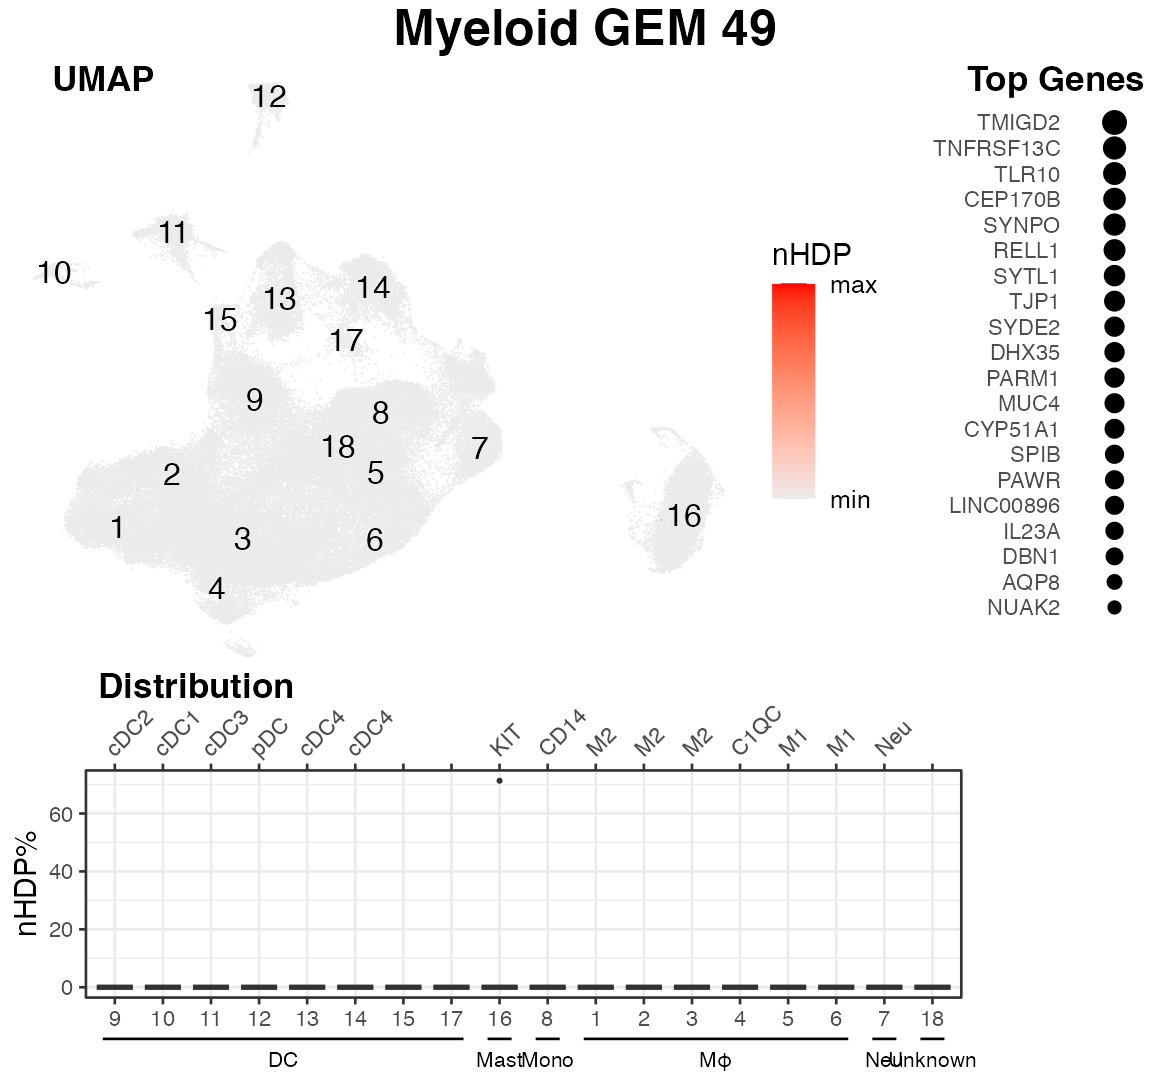 Myeloid GEM 49
UMAP
12
11
10
13
14
15
17
9
8
18
7
2
5
16
1
3
6
4
nHDP
max
min
Top Genes
TMIGD2
TNFRSF13C
TLR10
CEP170B
SYNPO
RELL1
SYTL1
TJP1
SYDE2
DHX35
PARM1
MUC4
CYP51A1
SPIB
PAWR
LINC00896
IL23A
DBN1
AQP8
NUAK2
Distribution
cDC2 cDC1 cDC3 pDC cDC4 cDC4 KIT CD14 M2 M2 M2 C1QC M1 M1 Neu
nHDP%
60
40
20
0
9 10 11 12 13 14 15 17 16 8 1 2 3 4 5 6 7 18
DC Mast Mono Mφ Neu Unknown